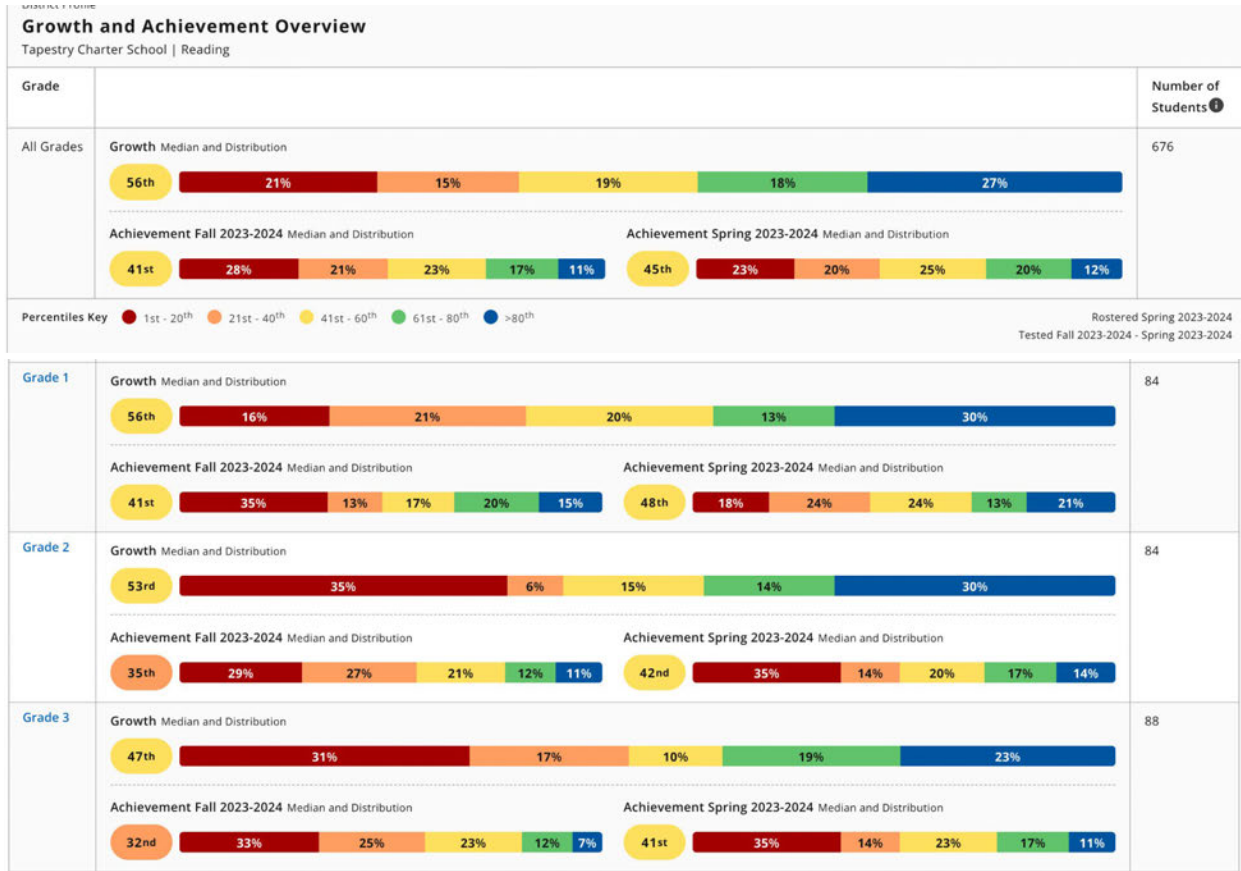 District Profile
Growth and Achievement Overview
Tapestry Charter School | Reading
Grade
Number of
Students
All Grades
Growth Median and Distribution
676
56th 21% 15% 19% 18% 27%
Achievement Fall 2023-2024 Median and Distribution
Achievement Spring 2023-2024 Median and Distribution
41st 28% 21% 23% 17% 11%
45th 23% 20% 25% 20% 12%
Percentiles Key 1st - 20th 21st - 40th 41st - 60th 61st - 80th >80th
Rostered Spring 2023-2024
Tested Fall 2023-2024 - Spring 2023-2024
Grade 1
Growth Median and Distribution
84
56th 16% 21% 20% 13% 30%
Achievement Fall 2023-2024 Median and Distribution
Achievement Spring 2023-2024 Median and Distribution
41st 35% 13% 17% 20% 15%
48th 18% 24% 24% 13% 21%
Grade 2
Growth Median and Distribution
84
53rd 35% 6% 15% 14% 30%
Achievement Fall 2023-2024 Median and Distribution
Achievement Spring 2023-2024 Median and Distribution
35th 29% 27% 21% 12% 11%
42nd 35% 14% 20% 17% 14%
Grade 3
Growth Median and Distribution
88
47th 31% 17% 10% 19% 23%
Achievement Fall 2023-2024 Median and Distribution
Achievement Spring 2023-2024 Median and Distribution
32nd 33% 25% 23% 12% 7%
41st 35% 14% 23% 17% 11%